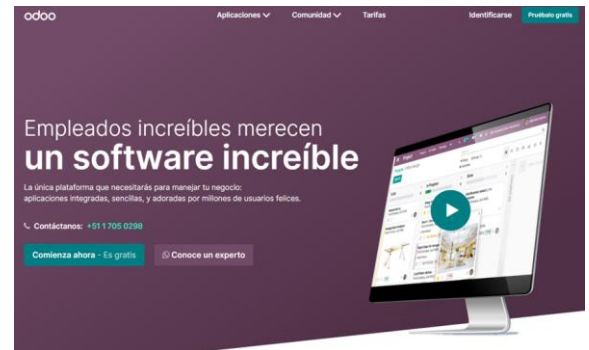 odoo
Aplicaciones Comunidad Tarifas Identificarse Pruébalo gratis
Empleados increíbles merecen
un software increíble
La única plataforma que necesitarás para manejar tu negocio:
aplicaciones integradas, sencillas, y adoradas por millones de usuarios felices.
Contáctanos: +51 1 705 0298
Comienza ahora - Es gratis
Conoce un experto